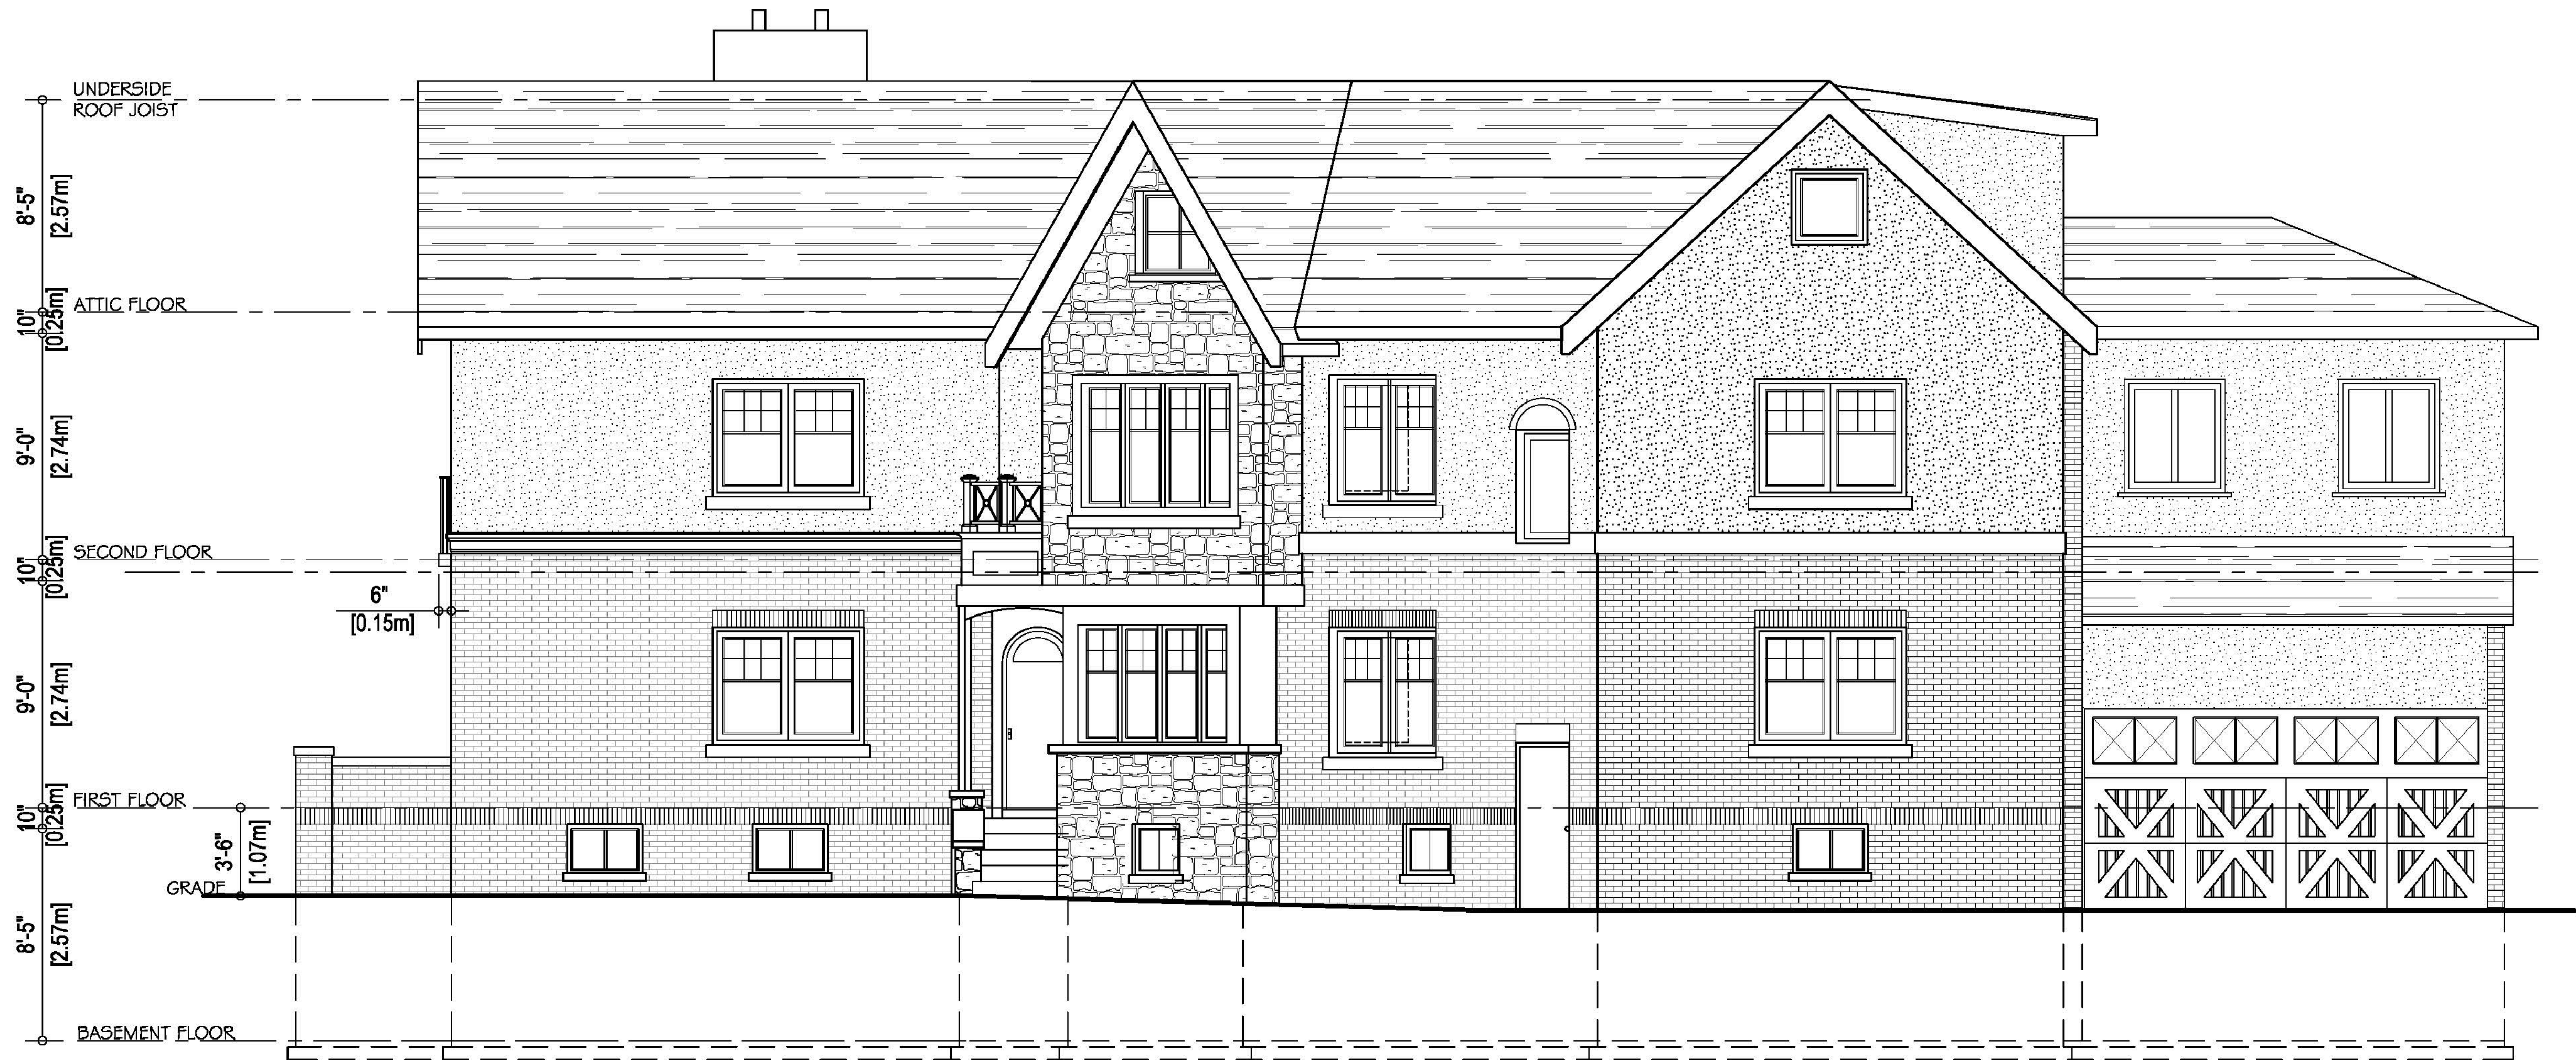 UNDERSIDE
ROOF JOIST
8'-5"
[2.57m]
ATTIC FLOOR
10"
[0.25m]
9'-0"
[2.74m]
SECOND FLOOR
10"
[0.25m]
6"
[0.15m]
9'-0"
[2.74m]
FIRST FLOOR
10"
[0.25m]
3'-6"
[1.07m]
GRADE
8'-5"
[2.57m]
BASEMENT FLOOR